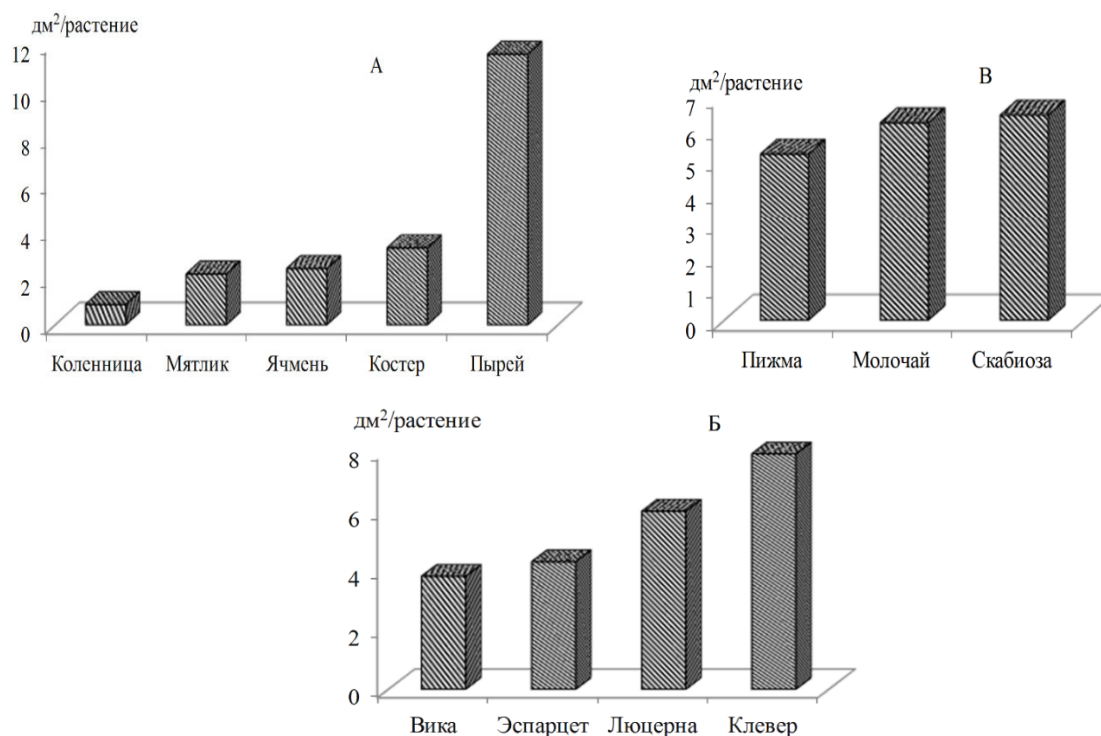 дм²/растение
А
12
10
8
6
4
2
0
Коленница Мятлик Ячмень Костер Пырей
В
дм²/растение
7
6
5
4
3
2
1
0
Пижма Молочай Скабиоза
дм²/растение
Б
8
6
4
2
0
Вика Эспарцет Люцерна Клевер